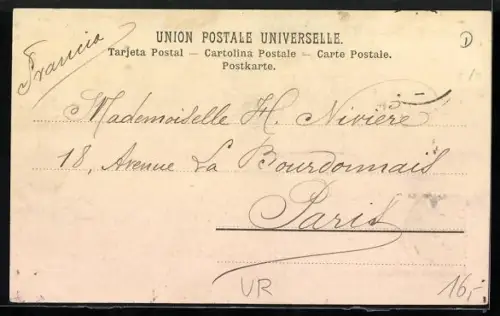 UNION POSTALE UNIVERSELLE.
Tarjeta Postal — Cartolina Postale — Carte Postale.
Postkarte.
Francia
Mademoiselle H. Nivière
18, Avenue La Bourdonnais
Paris
VR
16,-
D